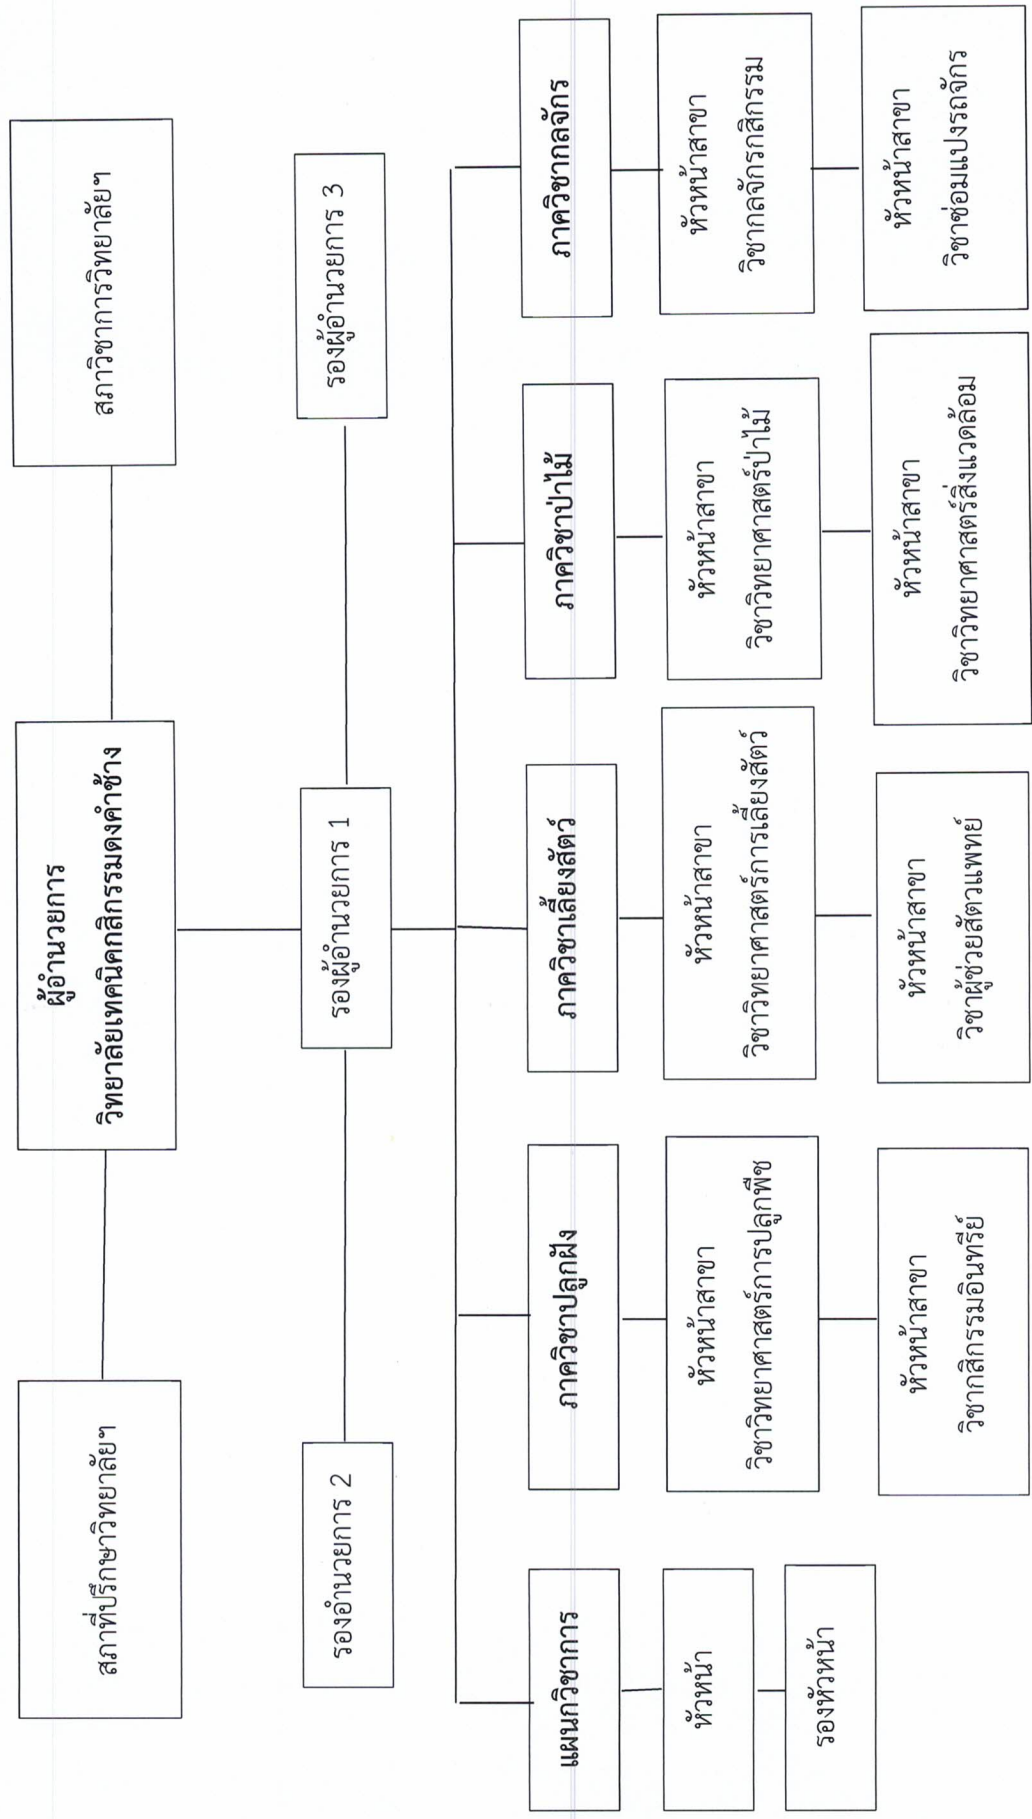 สภาที่ปรึกษาวิทยาลัยฯ
ผู้อำนวยการ
วิทยาลัยเทคนิคกสิกรรมดงคำช้าง
สภาวิชาการวิทยาลัยฯ
รองอำนวยการ 2
รองผู้อำนวยการ 1
รองผู้อำนวยการ 3
แผนกวิชาการ
ภาควิชาปลูกฝัง
ภาควิชาเลี้ยงสัตว์
ภาควิชาป่าไม้
ภาควิชากลจักร
หัวหน้า
หัวหน้าสาขา
วิชาวิทยาศาสตร์การปลูกพืช
หัวหน้าสาขา
วิชาวิทยาศาสตร์การเลี้ยงสัตว์
หัวหน้าสาขา
วิชาวิทยาศาสตร์ป่าไม้
หัวหน้าสาขา
วิชากลจักรกสิกรรม
รองหัวหน้า
หัวหน้าสาขา
วิชากสิกรรมอินทรีย์
หัวหน้าสาขา
วิชาผู้ช่วยสัตวแพทย์
หัวหน้าสาขา
วิชาวิทยาศาสตร์สิ่งแวดล้อม
หัวหน้าสาขา
วิชาซ่อมแปงรถจักร